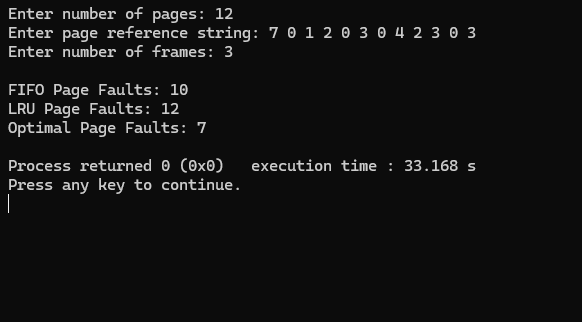 Enter number of pages: 12
Enter page reference string: 7 0 1 2 0 3 0 4 2 3 0 3
Enter number of frames: 3
FIFO Page Faults: 10
LRU Page Faults: 12
Optimal Page Faults: 7
Process returned 0 (0x0)   execution time : 33.168 s
Press any key to continue.